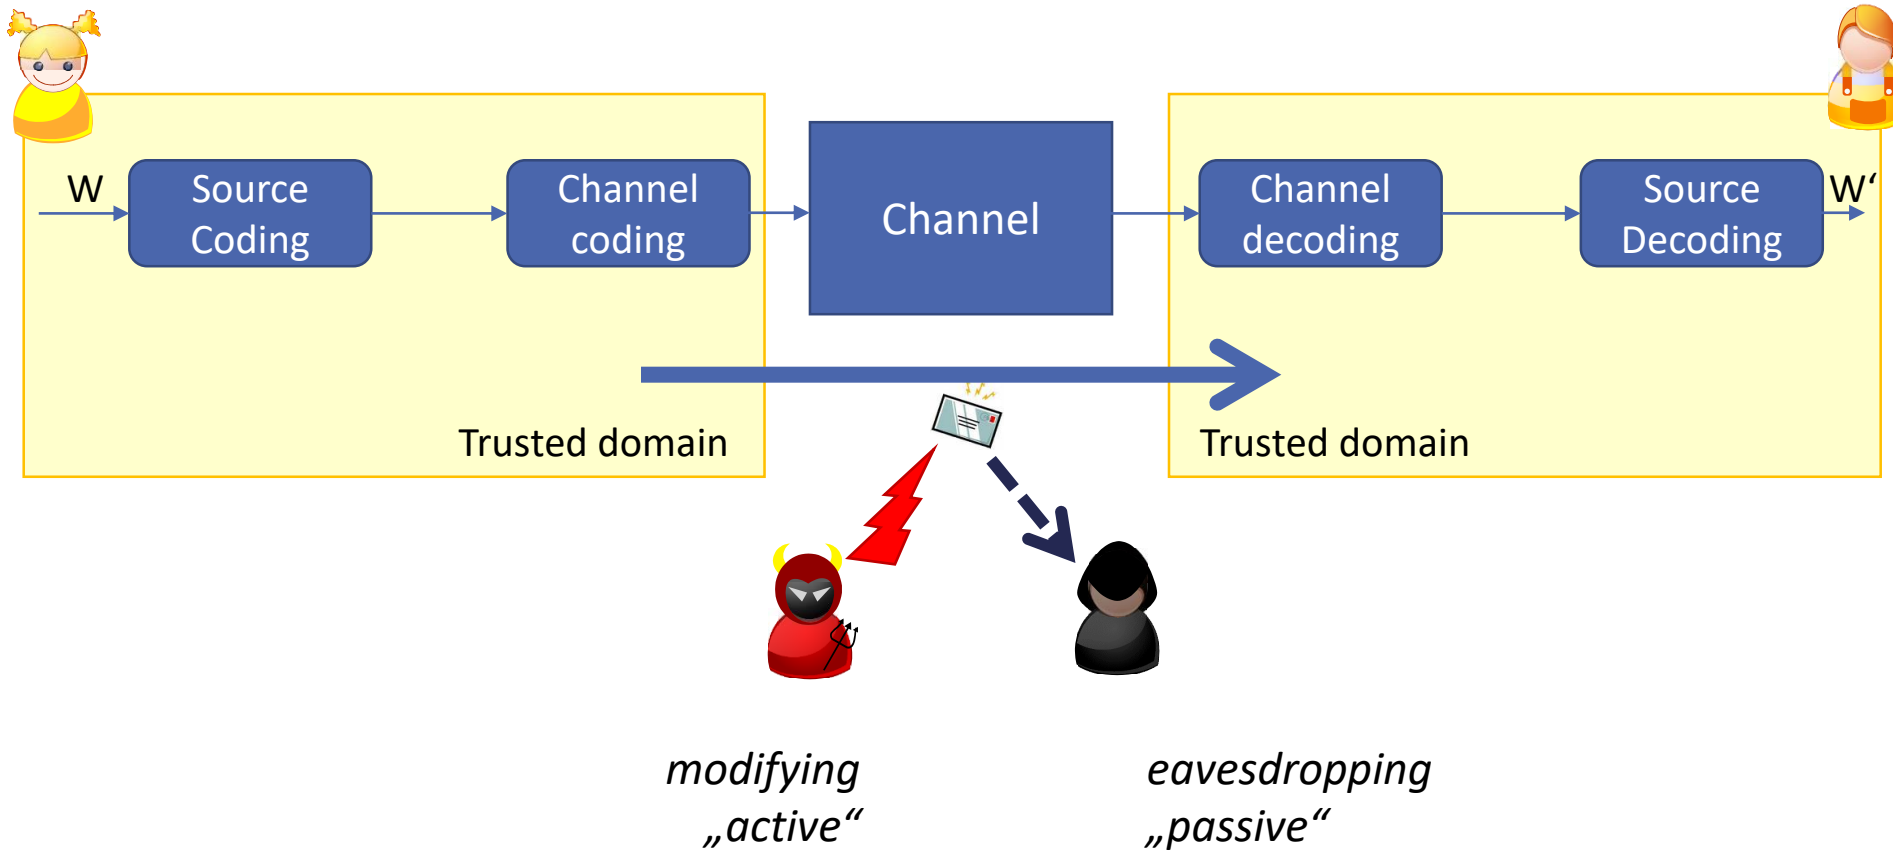 W
Source
Coding
Channel
coding
Channel
Channel
decoding
Source
Decoding
W‘
Trusted domain
Trusted domain
modifying
„active“
eavesdropping
„passive“